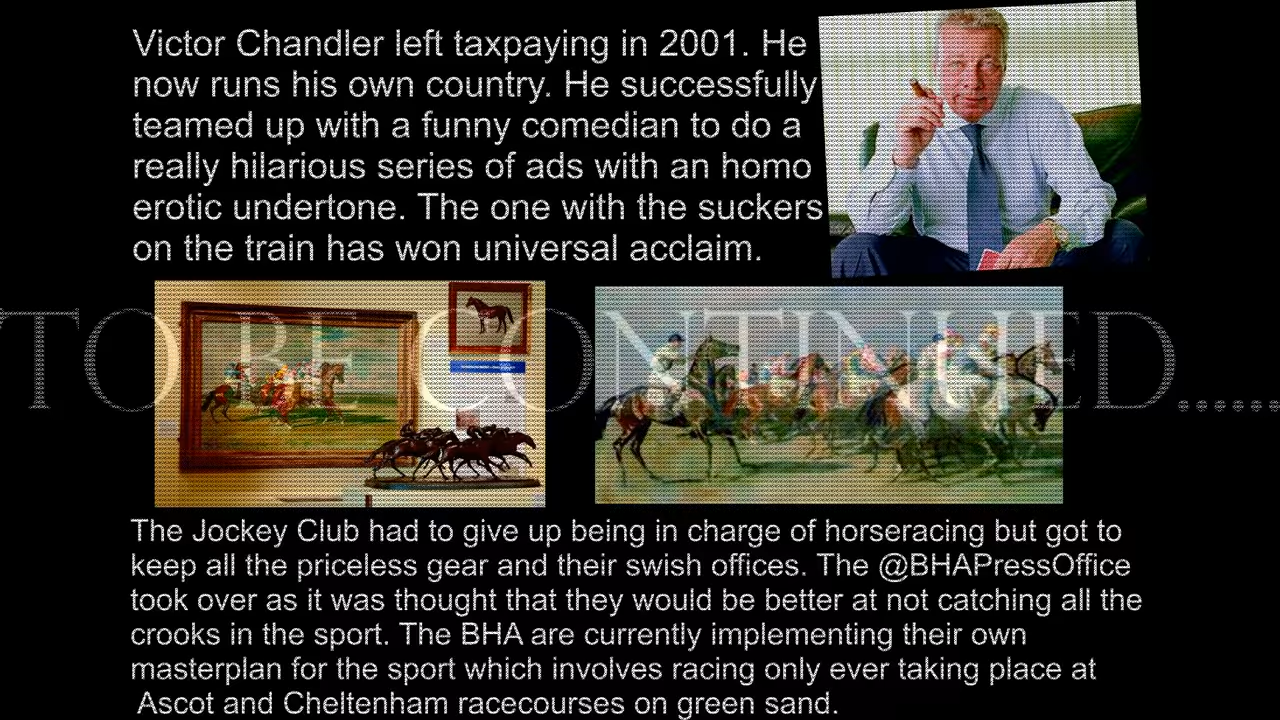 Victor Chandler left taxpaying in 2001. He
now runs his own country. He successfully
teamed up with a funny comedian to do a
really hilarious series of ads with an homo
erotic undertone. The one with the suckers
on the train has won universal acclaim.
TO BE CONTINUED.....
The Jockey Club had to give up being in charge of horseracing but got to
keep all the priceless gear and their swish offices. The @BHAPressOffice
took over as it was thought that they would be better at not catching all the
crooks in the sport. The BHA are currently implementing their own
masterplan for the sport which involves racing only ever taking place at
Ascot and Cheltenham racecourses on green sand.